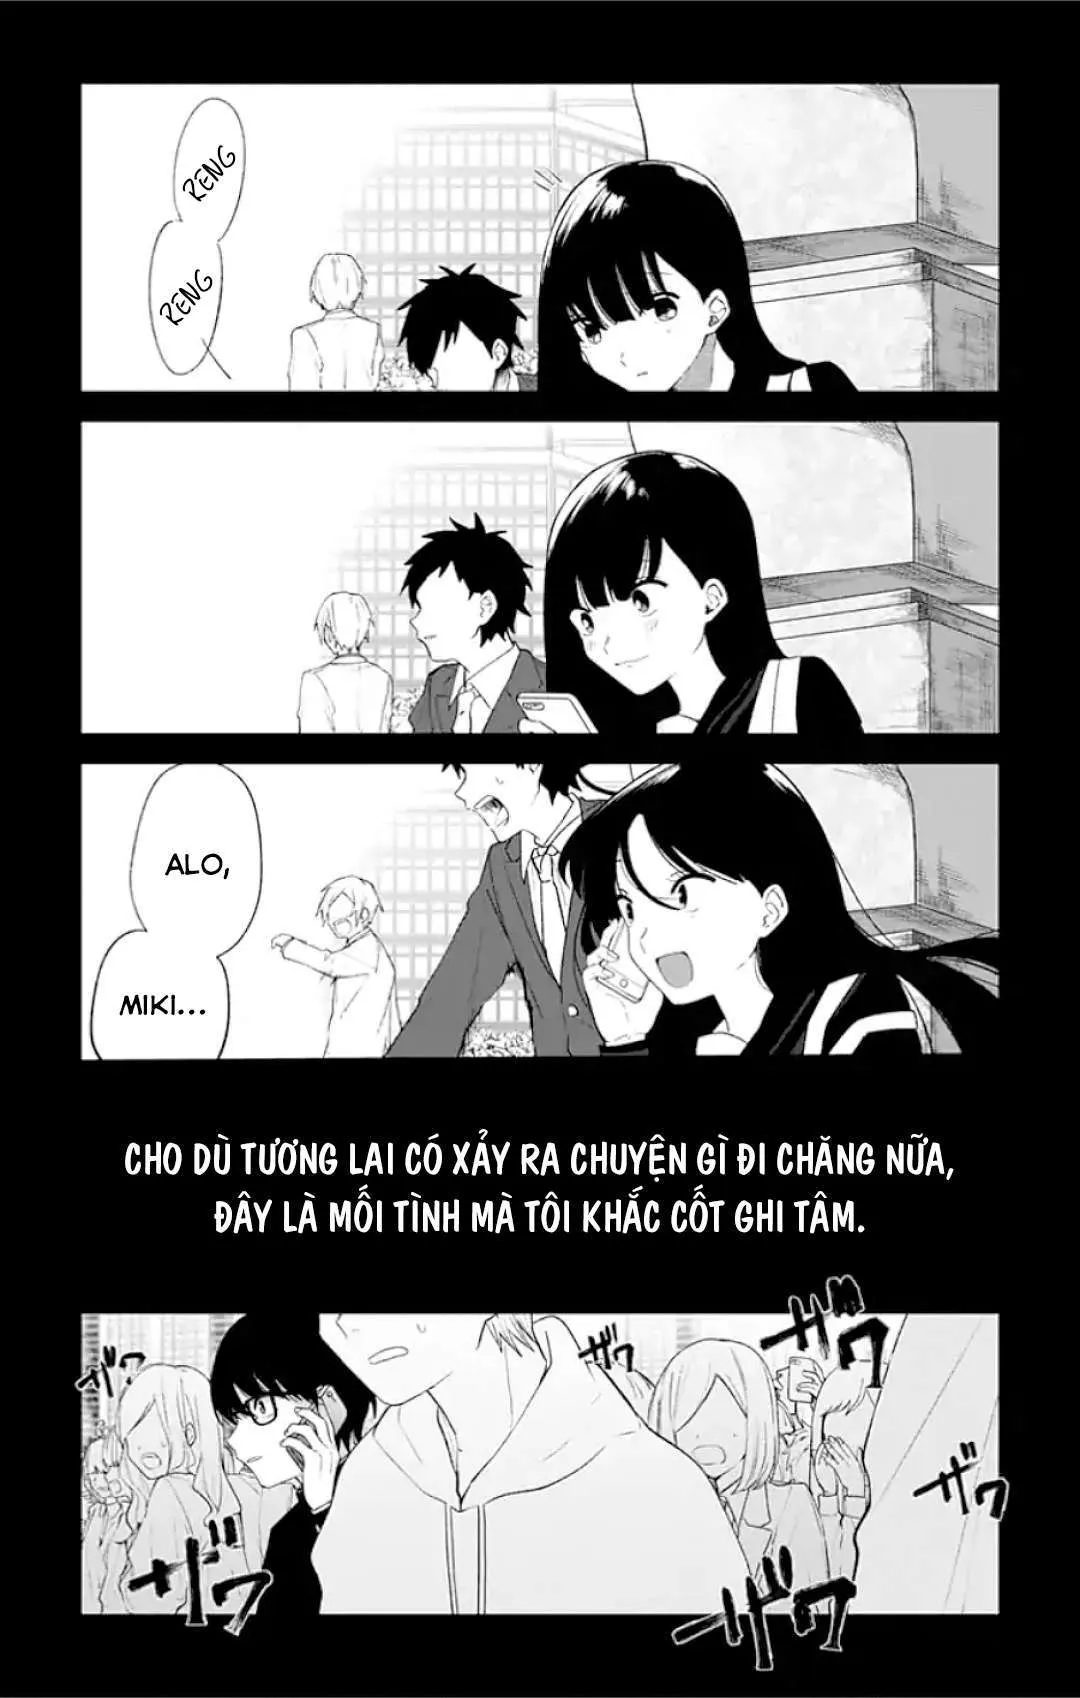 RENG
RENG
ALO,
MIKI...
CHO DÙ TƯƠNG LAI CÓ XẢY RA CHUYỆN GÌ ĐI CHĂNG NỮA,
ĐÂY LÀ MỐI TÌNH MÀ TÔI KHẮC CỐT GHI TÂM.
ザワ
ザワ
ザワ
ザワ
ザワ
ザワ